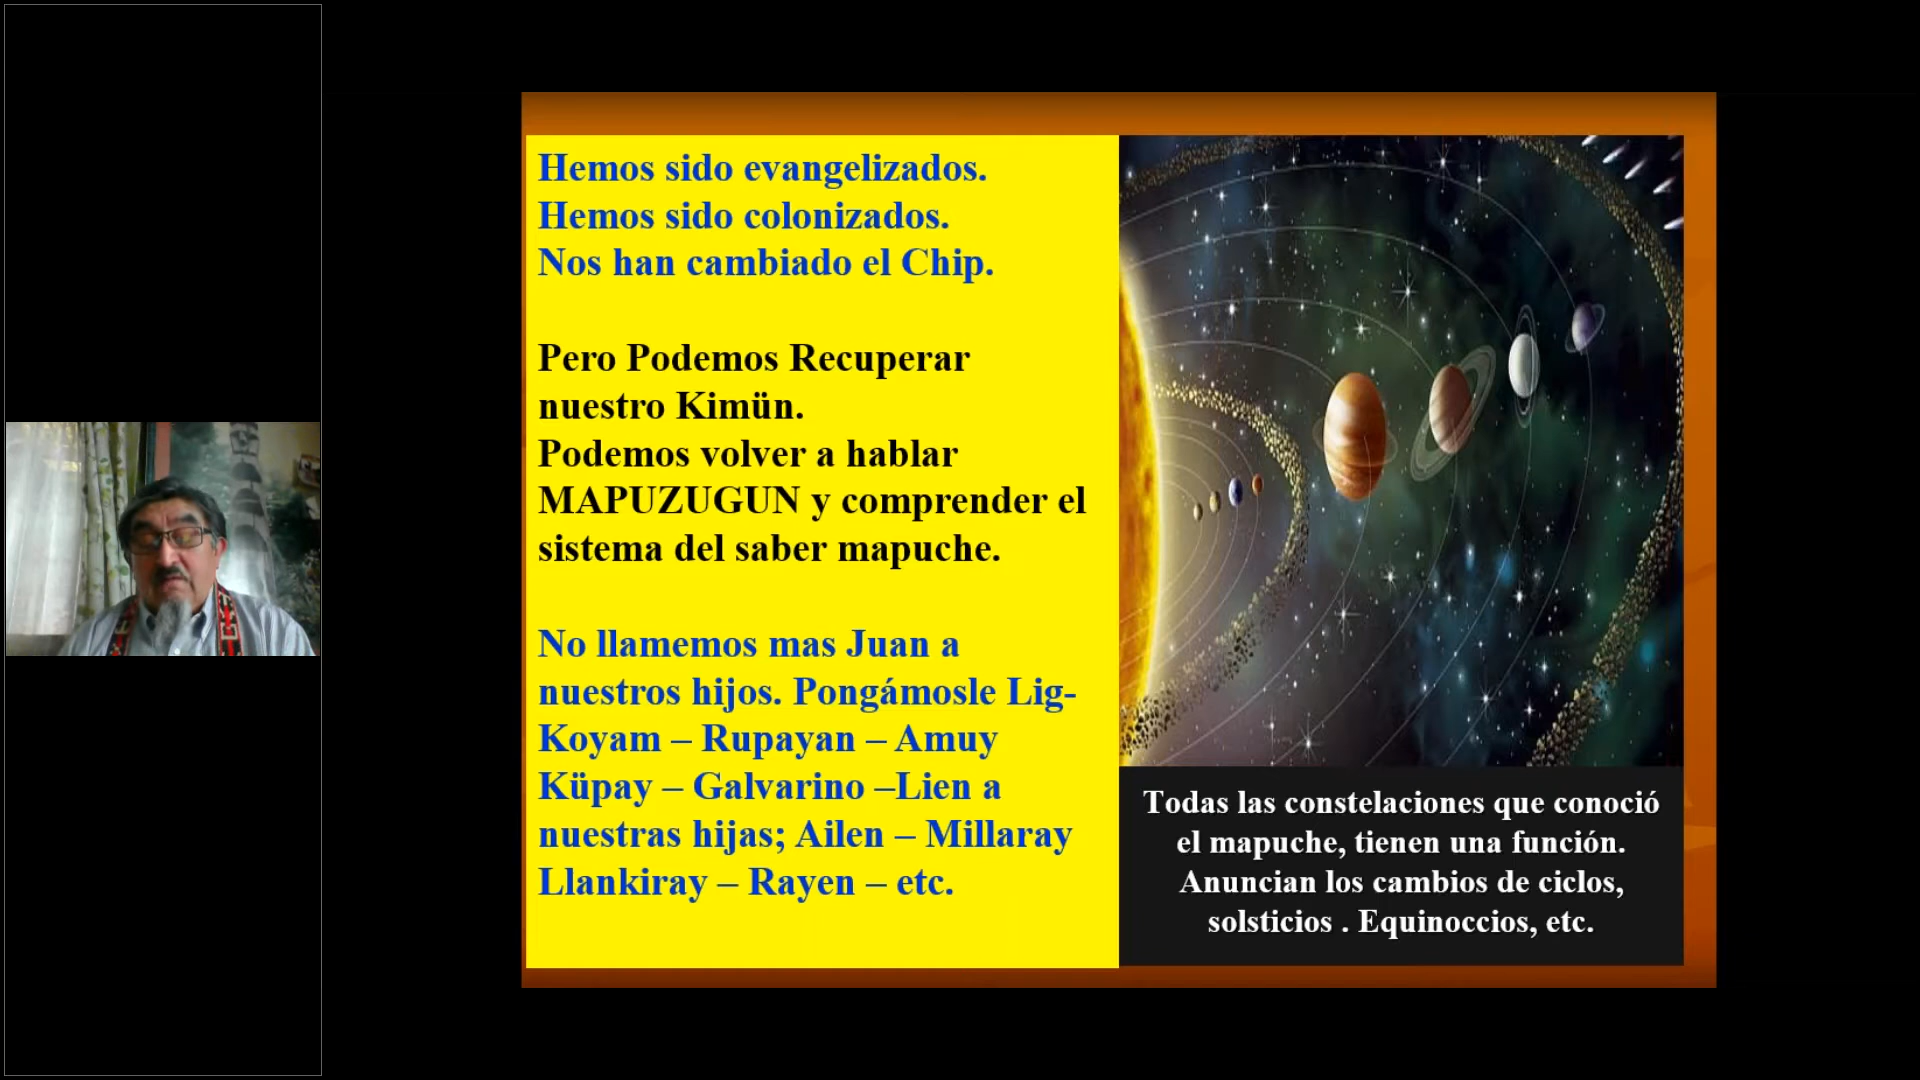 Hemos sido evangelizados.
Hemos sido colonizados.
Nos han cambiado el Chip.
Pero Podemos Recuperar
nuestro Kimün.
Podemos volver a hablar
MAPUZUGUN y comprender el
sistema del saber mapuche.
No llamemos mas Juan a
nuestros hijos. Pongámosle Lig-
Koyam – Rupayan – Amuy
Küpay – Galvarino –Lien a
nuestras hijas; Ailen – Millaray
Llankiray – Rayen – etc.
Todas las constelaciones que conoció
el mapuche, tienen una función.
Anuncian los cambios de ciclos,
solsticios . Equinoccios, etc.